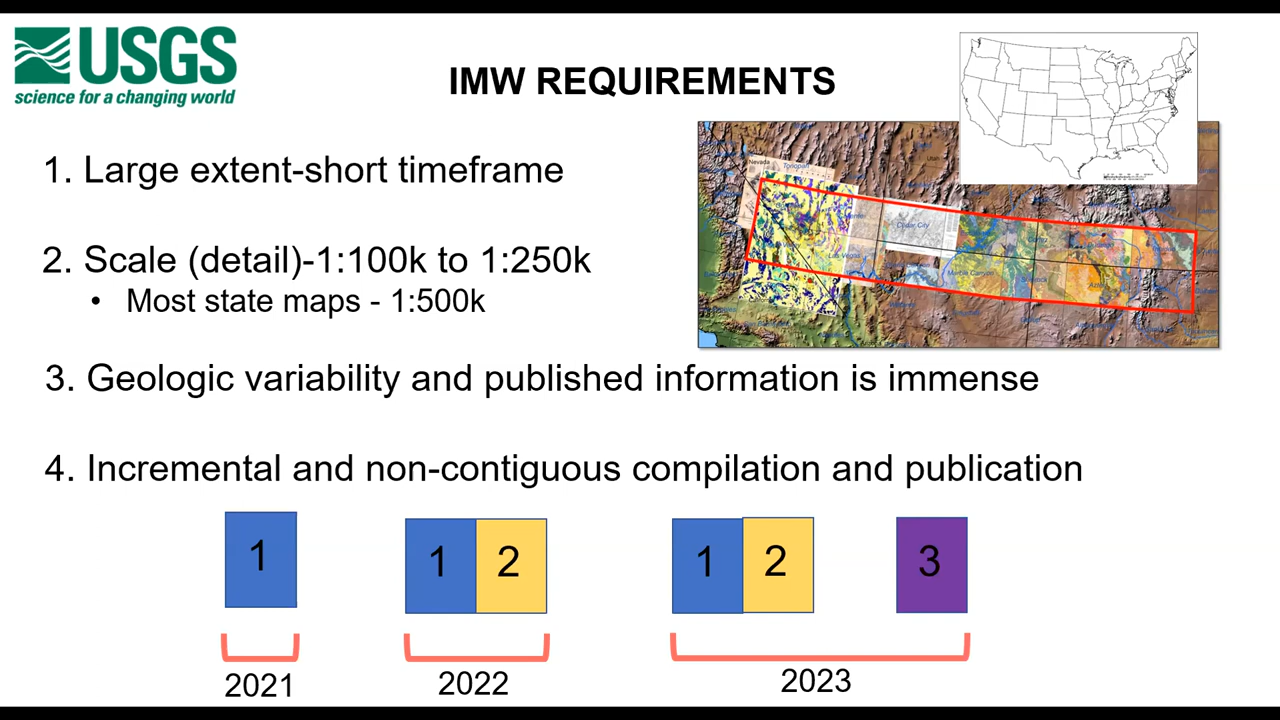 USGS
science for a changing world
IMW REQUIREMENTS
1. Large extent-short timeframe
2. Scale (detail)-1:100k to 1:250k
• Most state maps - 1:500k
Nevada
Tonopah
Utah
Cedar City
Las Vegas
Marble Canyon
Aztec
3. Geologic variability and published information is immense
4. Incremental and non-contiguous compilation and publication
1
1 2
1 2 3
2021
2022
2023